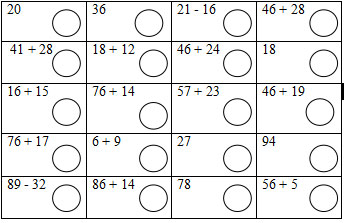 20 36 21 - 16 46 + 28
41 + 28 18 + 12 46 + 24 18
16 + 15 76 + 14 57 + 23 46 + 19
76 + 17 6 + 9 27 94
89 - 32 86 + 14 78 56 + 5